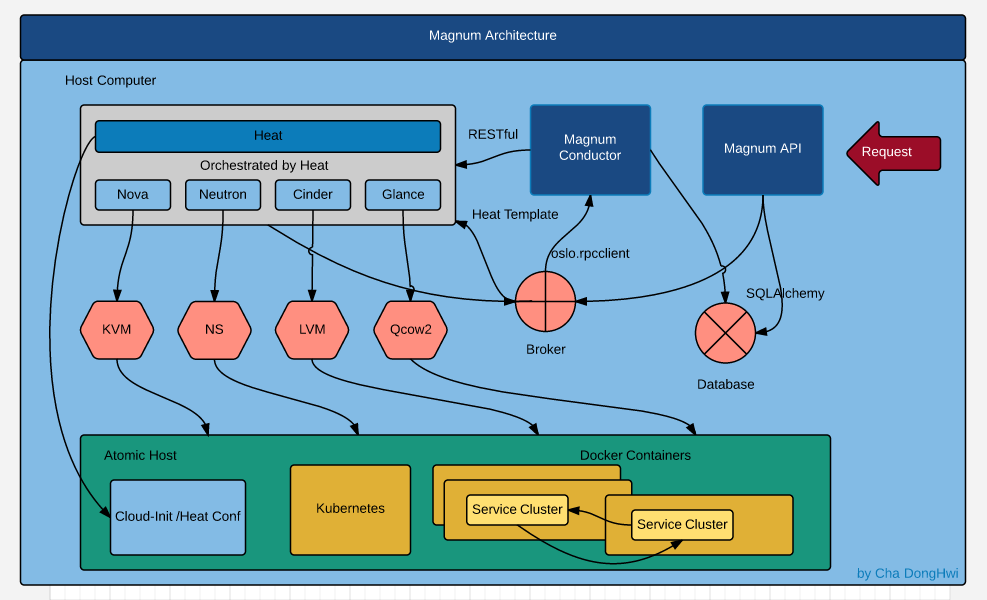 Magnum Architecture
Host Computer
Heat
Orchestrated by Heat
Nova
Neutron
Cinder
Glance
RESTful
Magnum
Conductor
Magnum API
Request
Heat Template
oslo.rpcclient
SQLAlchemy
KVM
NS
LVM
Qcow2
Broker
Database
Atomic Host
Docker Containers
Cloud-Init /Heat Conf
Kubernetes
Service Cluster
Service Cluster
by Cha DongHwi